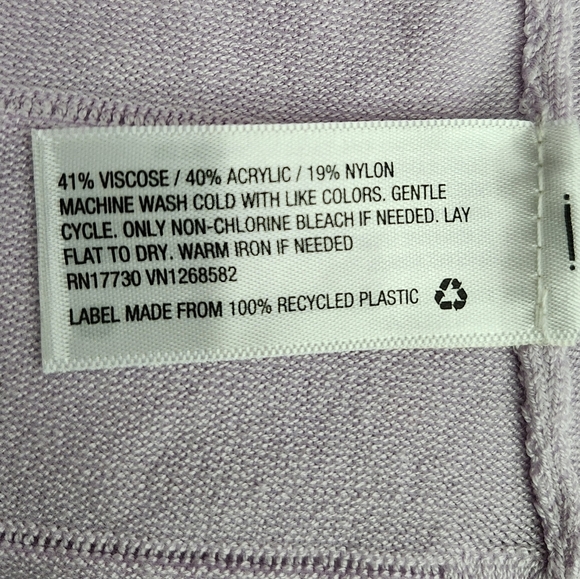 41% VISCOSE / 40% ACRYLIC / 19% NYLON
MACHINE WASH COLD WITH LIKE COLORS. GENTLE
CYCLE. ONLY NON-CHLORINE BLEACH IF NEEDED. LAY
FLAT TO DRY. WARM IRON IF NEEDED
RN17730 VN1268582
LABEL MADE FROM 100% RECYCLED PLASTIC